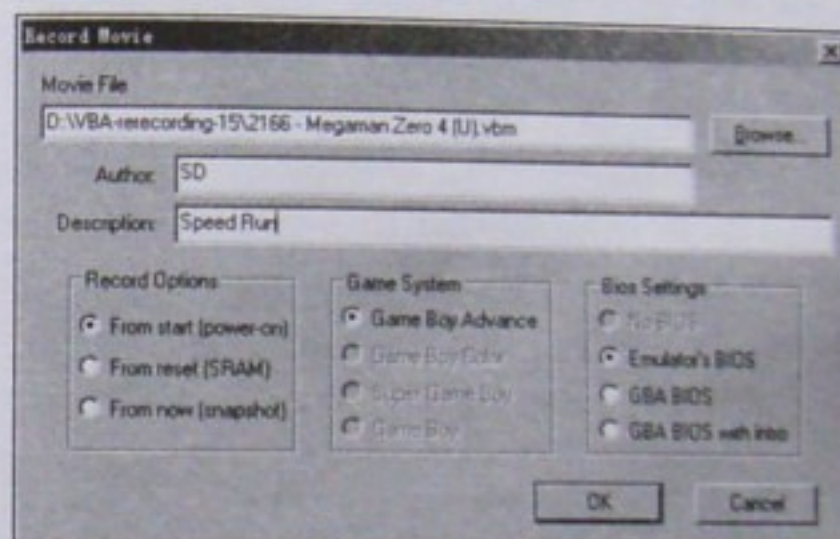 Record Movie
Movie File
D:\VBA-rerecording-15\2166 - Megaman Zero 4 (U).vbm
Browse...
Author:
SD
Description:
Speed Run
Record Options
From start (power-on)
From reset (SRAM)
From now (snapshot)
Game System
Game Boy Advance
Game Boy Color
Super Game Boy
Game Boy
Bios Settings
No BIOS
Emulator's BIOS
GBA BIOS
GBA BIOS with intro
OK
Cancel